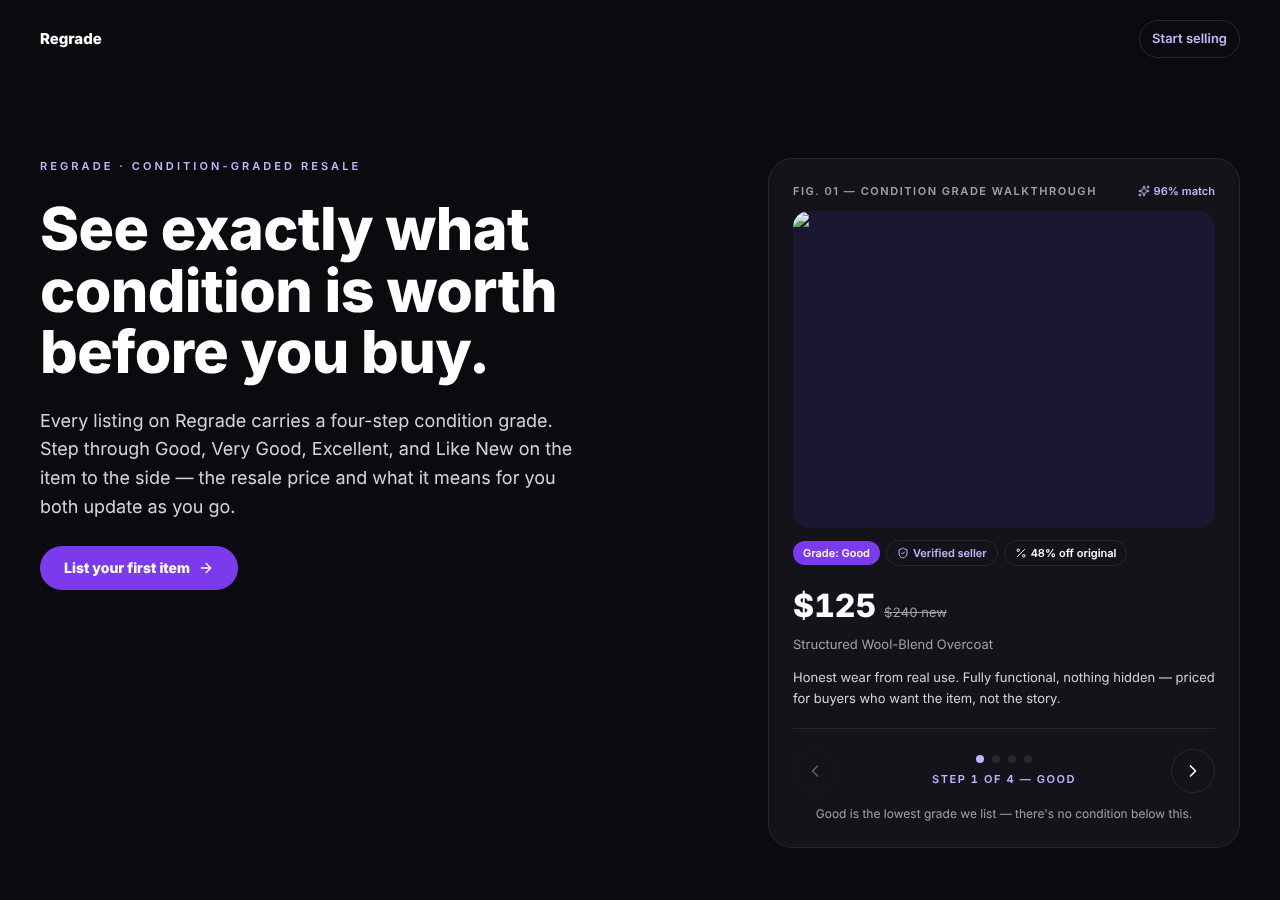 Regrade
Start selling
REGRADE · CONDITION-GRADED RESALE
See exactly what
condition is worth
before you buy.
Every listing on Regrade carries a four-step condition grade.
Step through Good, Very Good, Excellent, and Like New on the
item to the side — the resale price and what it means for you
both update as you go.
List your first item
FIG. 01 — CONDITION GRADE WALKTHROUGH
96% match
Grade: Good
Verified seller
48% off original
$125 $240 new
Structured Wool-Blend Overcoat
Honest wear from real use. Fully functional, nothing hidden — priced
for buyers who want the item, not the story.
STEP 1 OF 4 — GOOD
Good is the lowest grade we list — there's no condition below this.